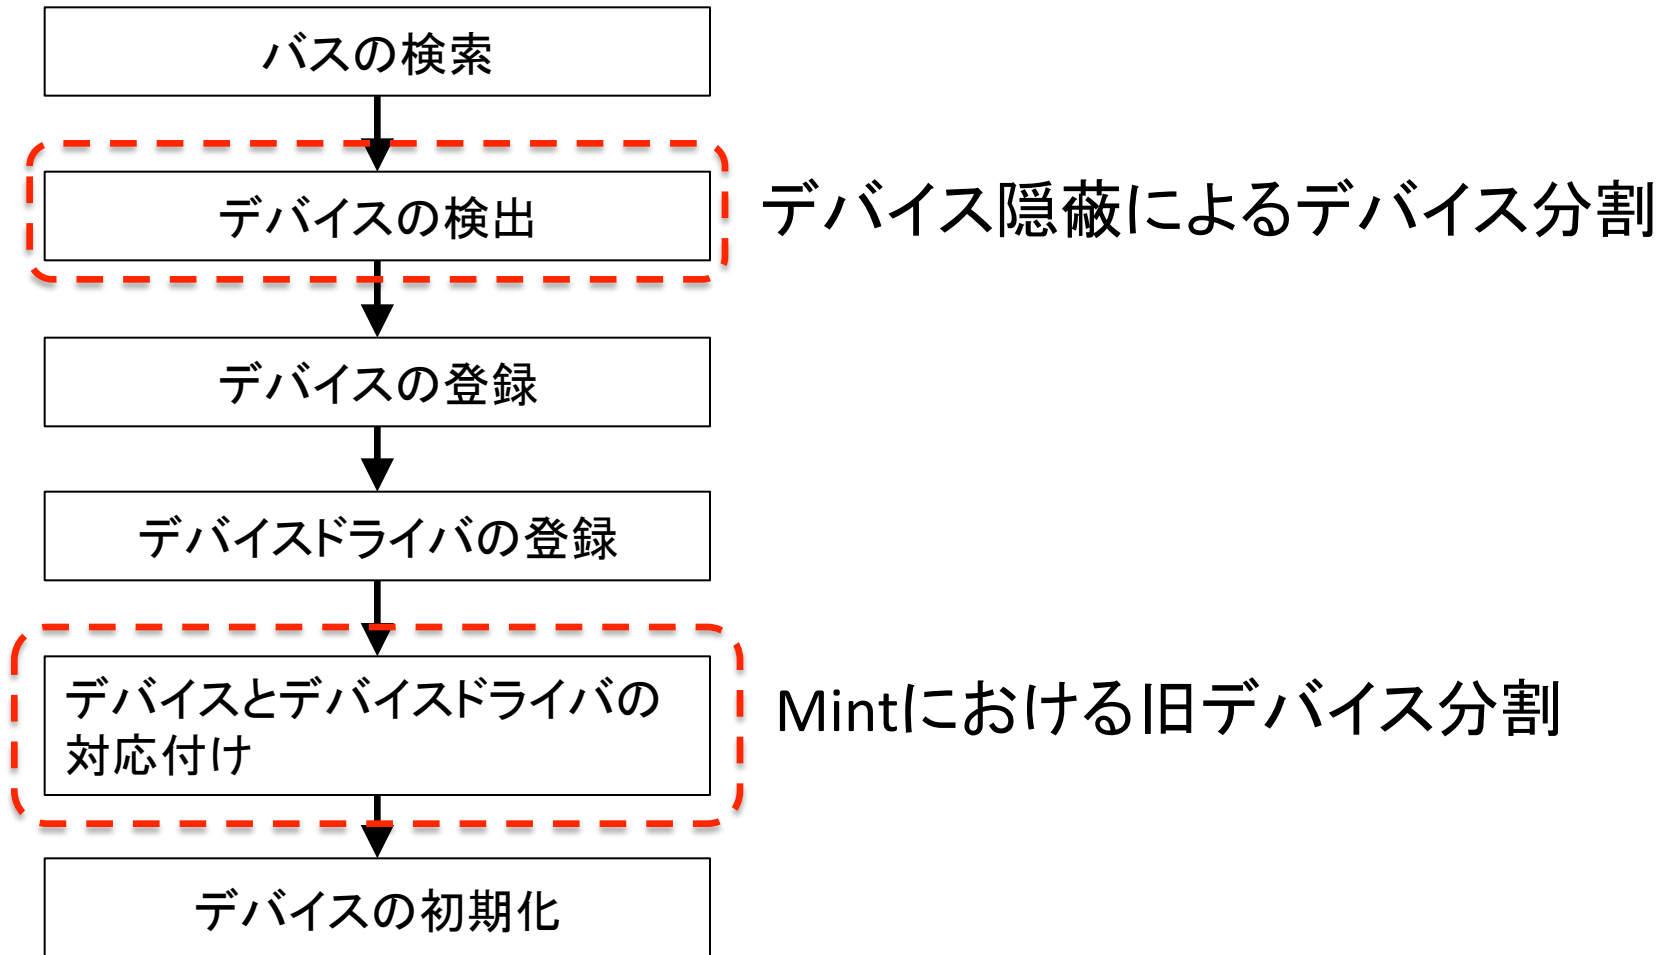 バスの検索
デバイスの検出
デバイス隠蔽によるデバイス分割
デバイスの登録
デバイスドライバの登録
デバイスとデバイスドライバの
対応付け
Mintにおける旧デバイス分割
デバイスの初期化